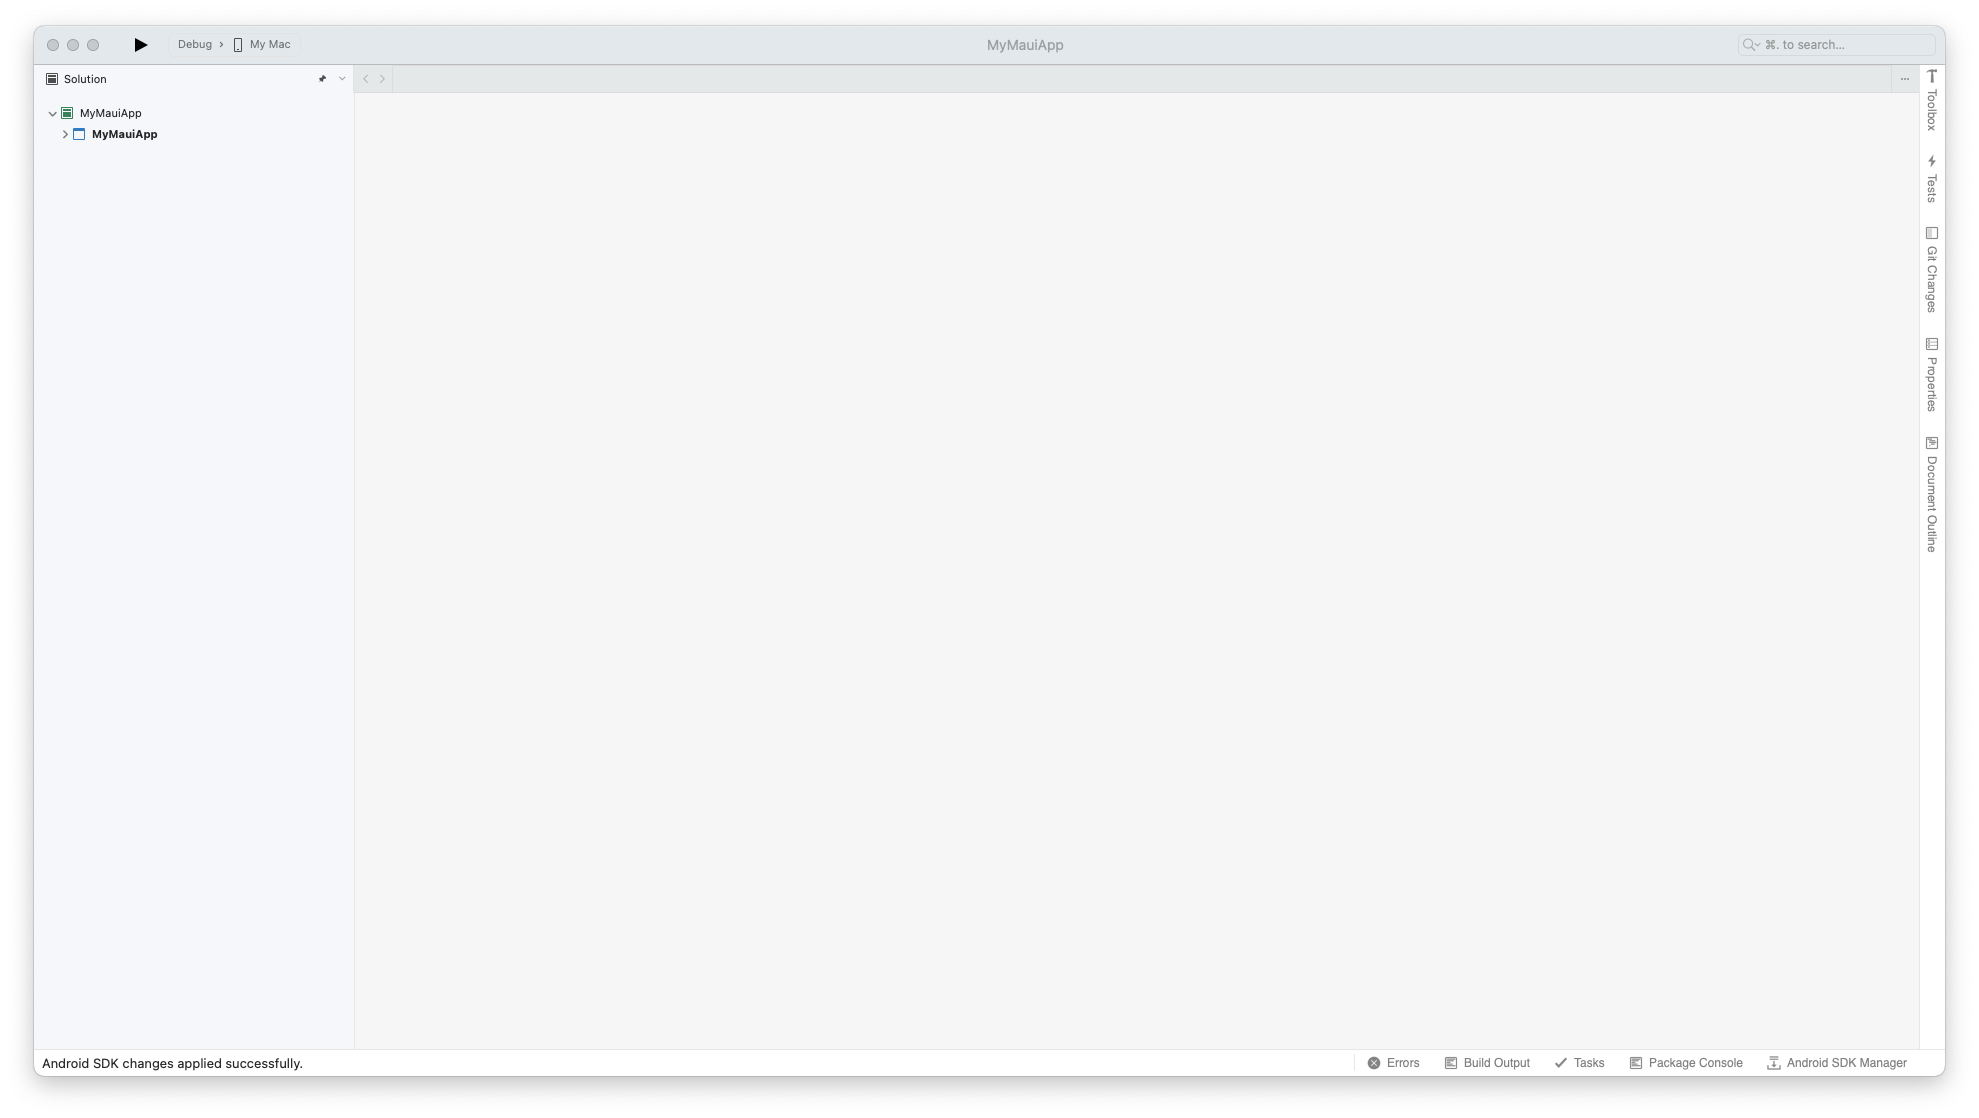 Debug › My Mac
MyMauiApp
⌘. to search...
Solution
MyMauiApp
MyMauiApp
Toolbox
Tests
Git Changes
Properties
Document Outline
Android SDK changes applied successfully.
Errors
Build Output
Tasks
Package Console
Android SDK Manager